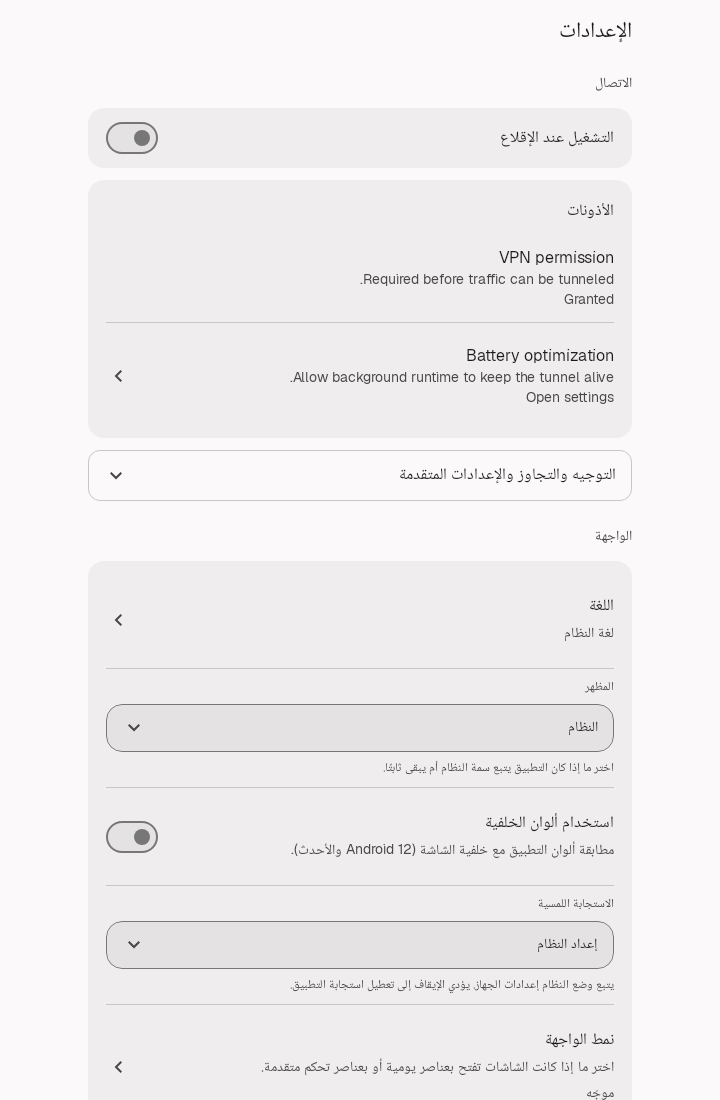 الإعدادات
الاتصال
التشغيل عند الإقلاع
الأذونات
VPN permission
Required before traffic can be tunneled.
Granted
Battery optimization
Allow background runtime to keep the tunnel alive.
Open settings
التوجيه والتجاوز والإعدادات المتقدمة
الواجهة
اللغة
لغة النظام
المظهر
النظام
اختر ما إذا كان التطبيق يتبع سمة النظام أم يبقى ثابتًا.
استخدام ألوان الخلفية
مطابقة ألوان التطبيق مع خلفية الشاشة (Android 12 والأحدث).
الاستجابة اللمسية
إعداد النظام
يتبع وضع النظام إعدادات الجهاز. يؤدي الإيقاف إلى تعطيل استجابة التطبيق.
نمط الواجهة
اختر ما إذا كانت الشاشات تفتح بعناصر يومية أو بعناصر تحكم متقدمة.
موجّه